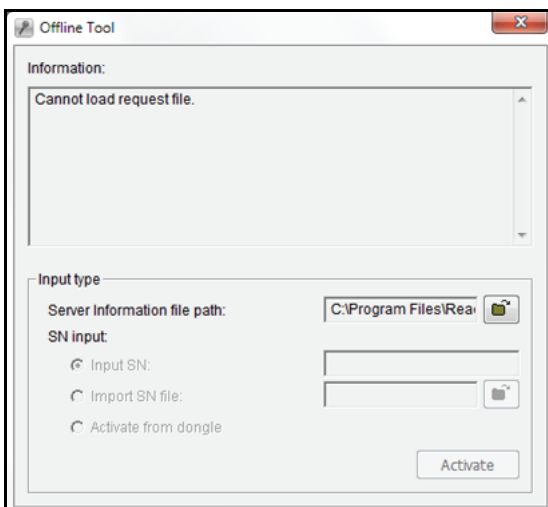 Offline Tool
Information:
Cannot load request file.
Input type
Server Information file path: C:\Program Files\Rea
SN input:
Input SN:
Import SN file:
Activate from dongle
Activate